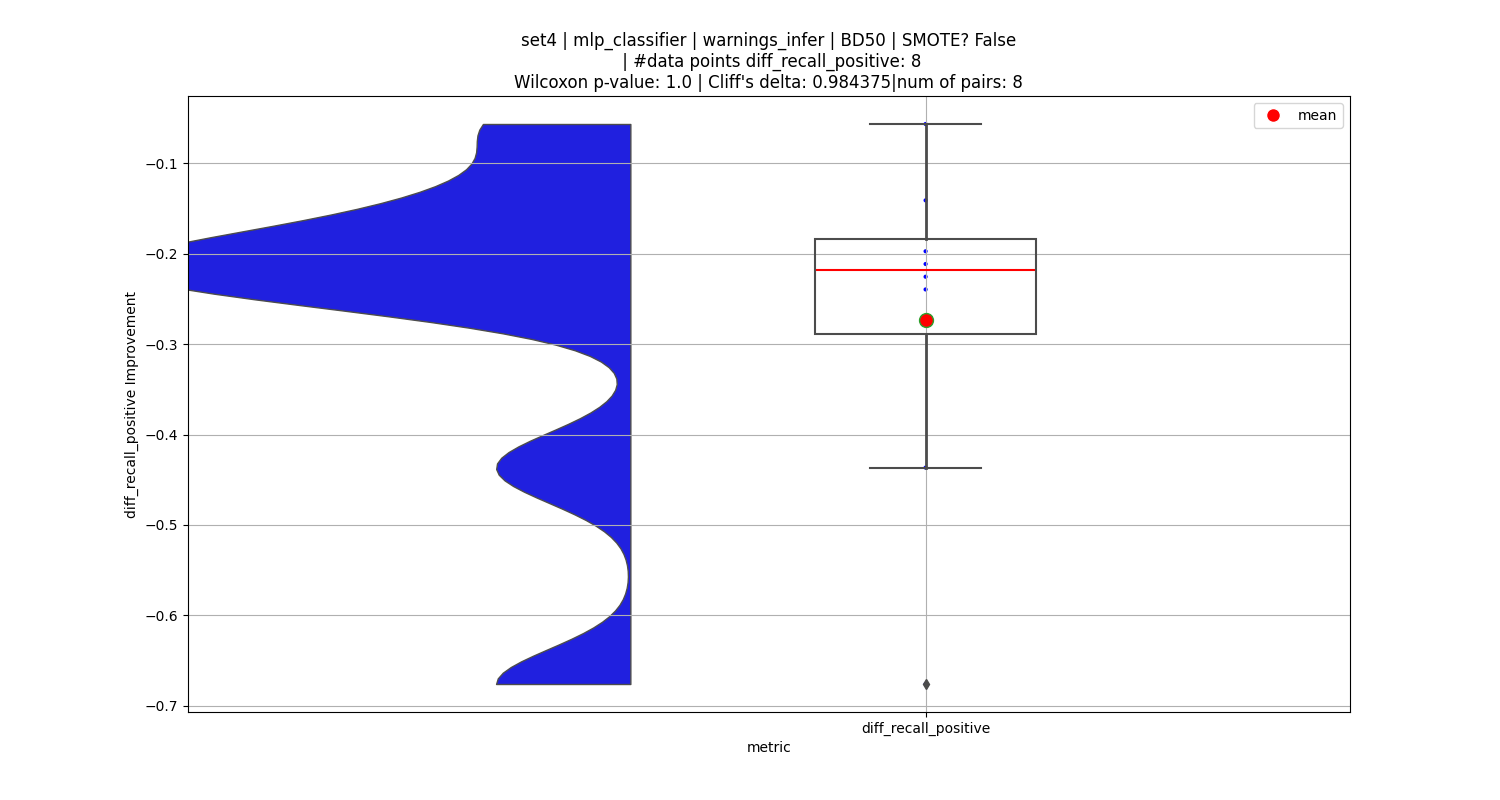 set4 | mlp_classifier | warnings_infer | BD50 | SMOTE? False
| #data points diff_recall_positive: 8
Wilcoxon p-value: 1.0 | Cliff's delta: 0.984375|num of pairs: 8
mean
−0.1
−0.2
−0.3
−0.4
−0.5
−0.6
−0.7
diff_recall_positive Improvement
diff_recall_positive
metric